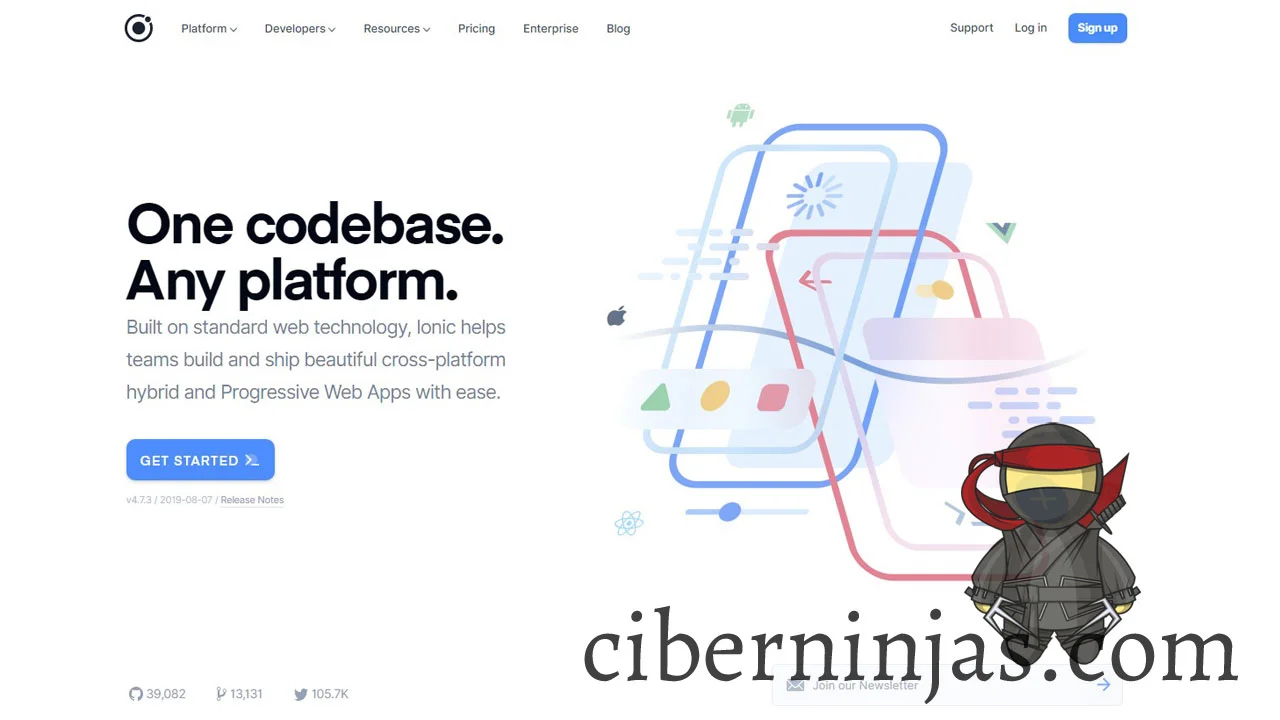 Platform Developers Resources Pricing Enterprise Blog Support Log in Sign up
One codebase.
Any platform.
Built on standard web technology, Ionic helps
teams build and ship beautiful cross-platform
hybrid and Progressive Web Apps with ease.
GET STARTED
v4.7.3 / 2019-08-07 / Release Notes
ciberninjas.com
39,082 13,131 105.7K
Join our Newsletter